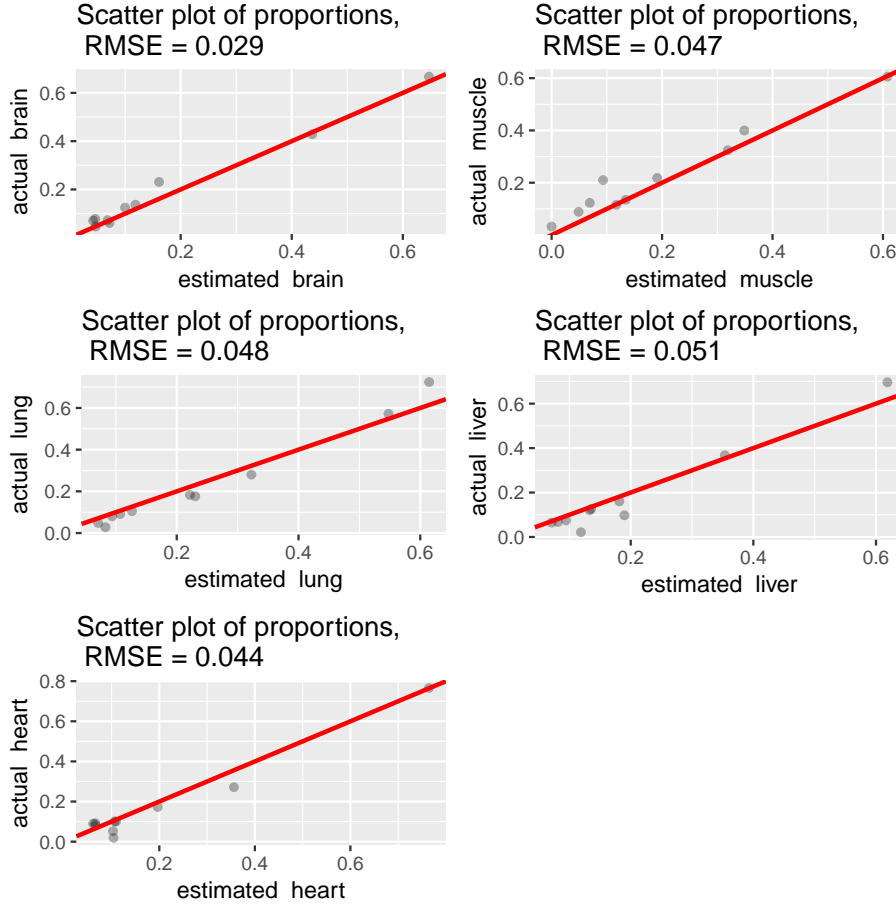 Scatter plot of proportions,
RMSE = 0.029
0.6
0.4
0.2
actual brain
0.2 0.4 0.6
estimated brain
Scatter plot of proportions,
RMSE = 0.047
0.6
0.4
0.2
actual muscle
0.0 0.2 0.4 0.6
estimated muscle
Scatter plot of proportions,
RMSE = 0.048
0.6
0.4
0.2
0.0
actual lung
0.2 0.4 0.6
estimated lung
Scatter plot of proportions,
RMSE = 0.051
0.6
0.4
0.2
0.0
actual liver
0.2 0.4 0.6
estimated liver
Scatter plot of proportions,
RMSE = 0.044
0.8
0.6
0.4
0.2
0.0
actual heart
0.2 0.4 0.6
estimated heart